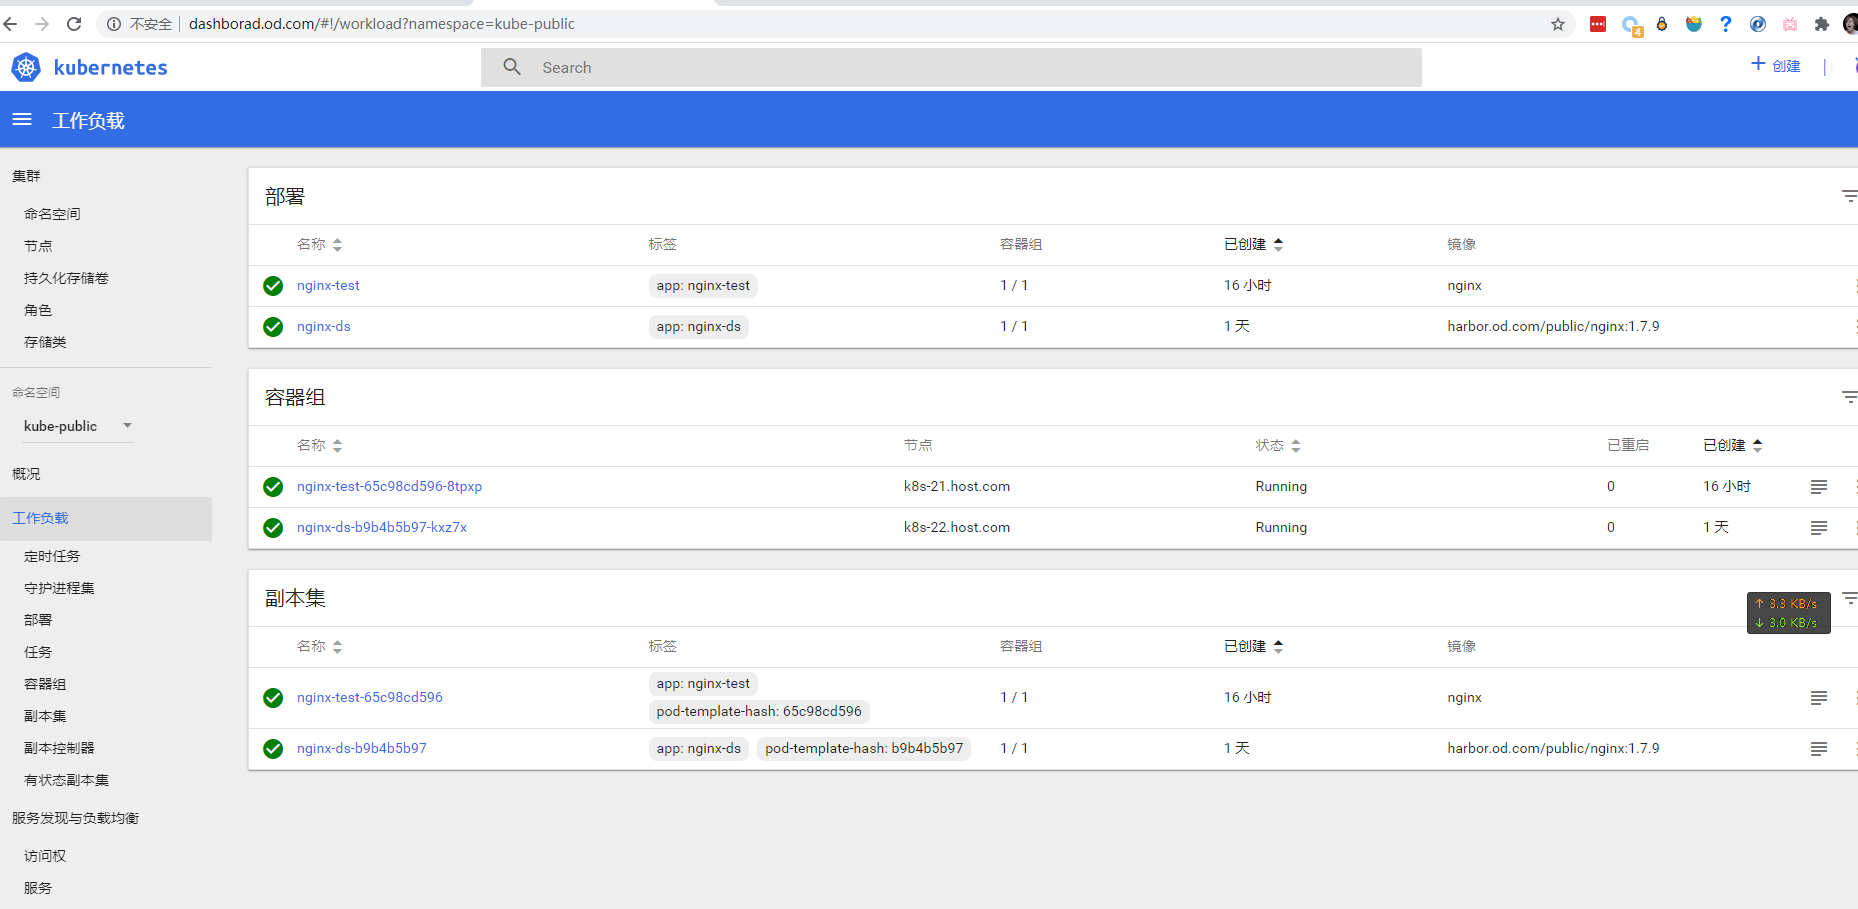 不安全 dashborad.od.com/#!/workload?namespace=kube-public
4
kubernetes
Search
创建
工作负载
集群
命名空间
节点
持久化存储卷
角色
存储类
命名空间
kube-public
概况
工作负载
定时任务
守护进程集
部署
任务
容器组
副本集
副本控制器
有状态副本集
服务发现与负载均衡
访问权
服务
部署
名称 标签 容器组 已创建 镜像
nginx-test app: nginx-test 1 / 1 16 小时 nginx
nginx-ds app: nginx-ds 1 / 1 1 天 harbor.od.com/public/nginx:1.7.9
容器组
名称 节点 状态 已重启 已创建
nginx-test-65c98cd596-8tpxp k8s-21.host.com Running 0 16 小时
nginx-ds-b9b4b5b97-kxz7x k8s-22.host.com Running 0 1 天
副本集
↑ 3.3 KB/s
↓ 3.0 KB/s
名称 标签 容器组 已创建 镜像
nginx-test-65c98cd596 app: nginx-test 1 / 1 16 小时 nginx
pod-template-hash: 65c98cd596
nginx-ds-b9b4b5b97 app: nginx-ds pod-template-hash: b9b4b5b97 1 / 1 1 天 harbor.od.com/public/nginx:1.7.9